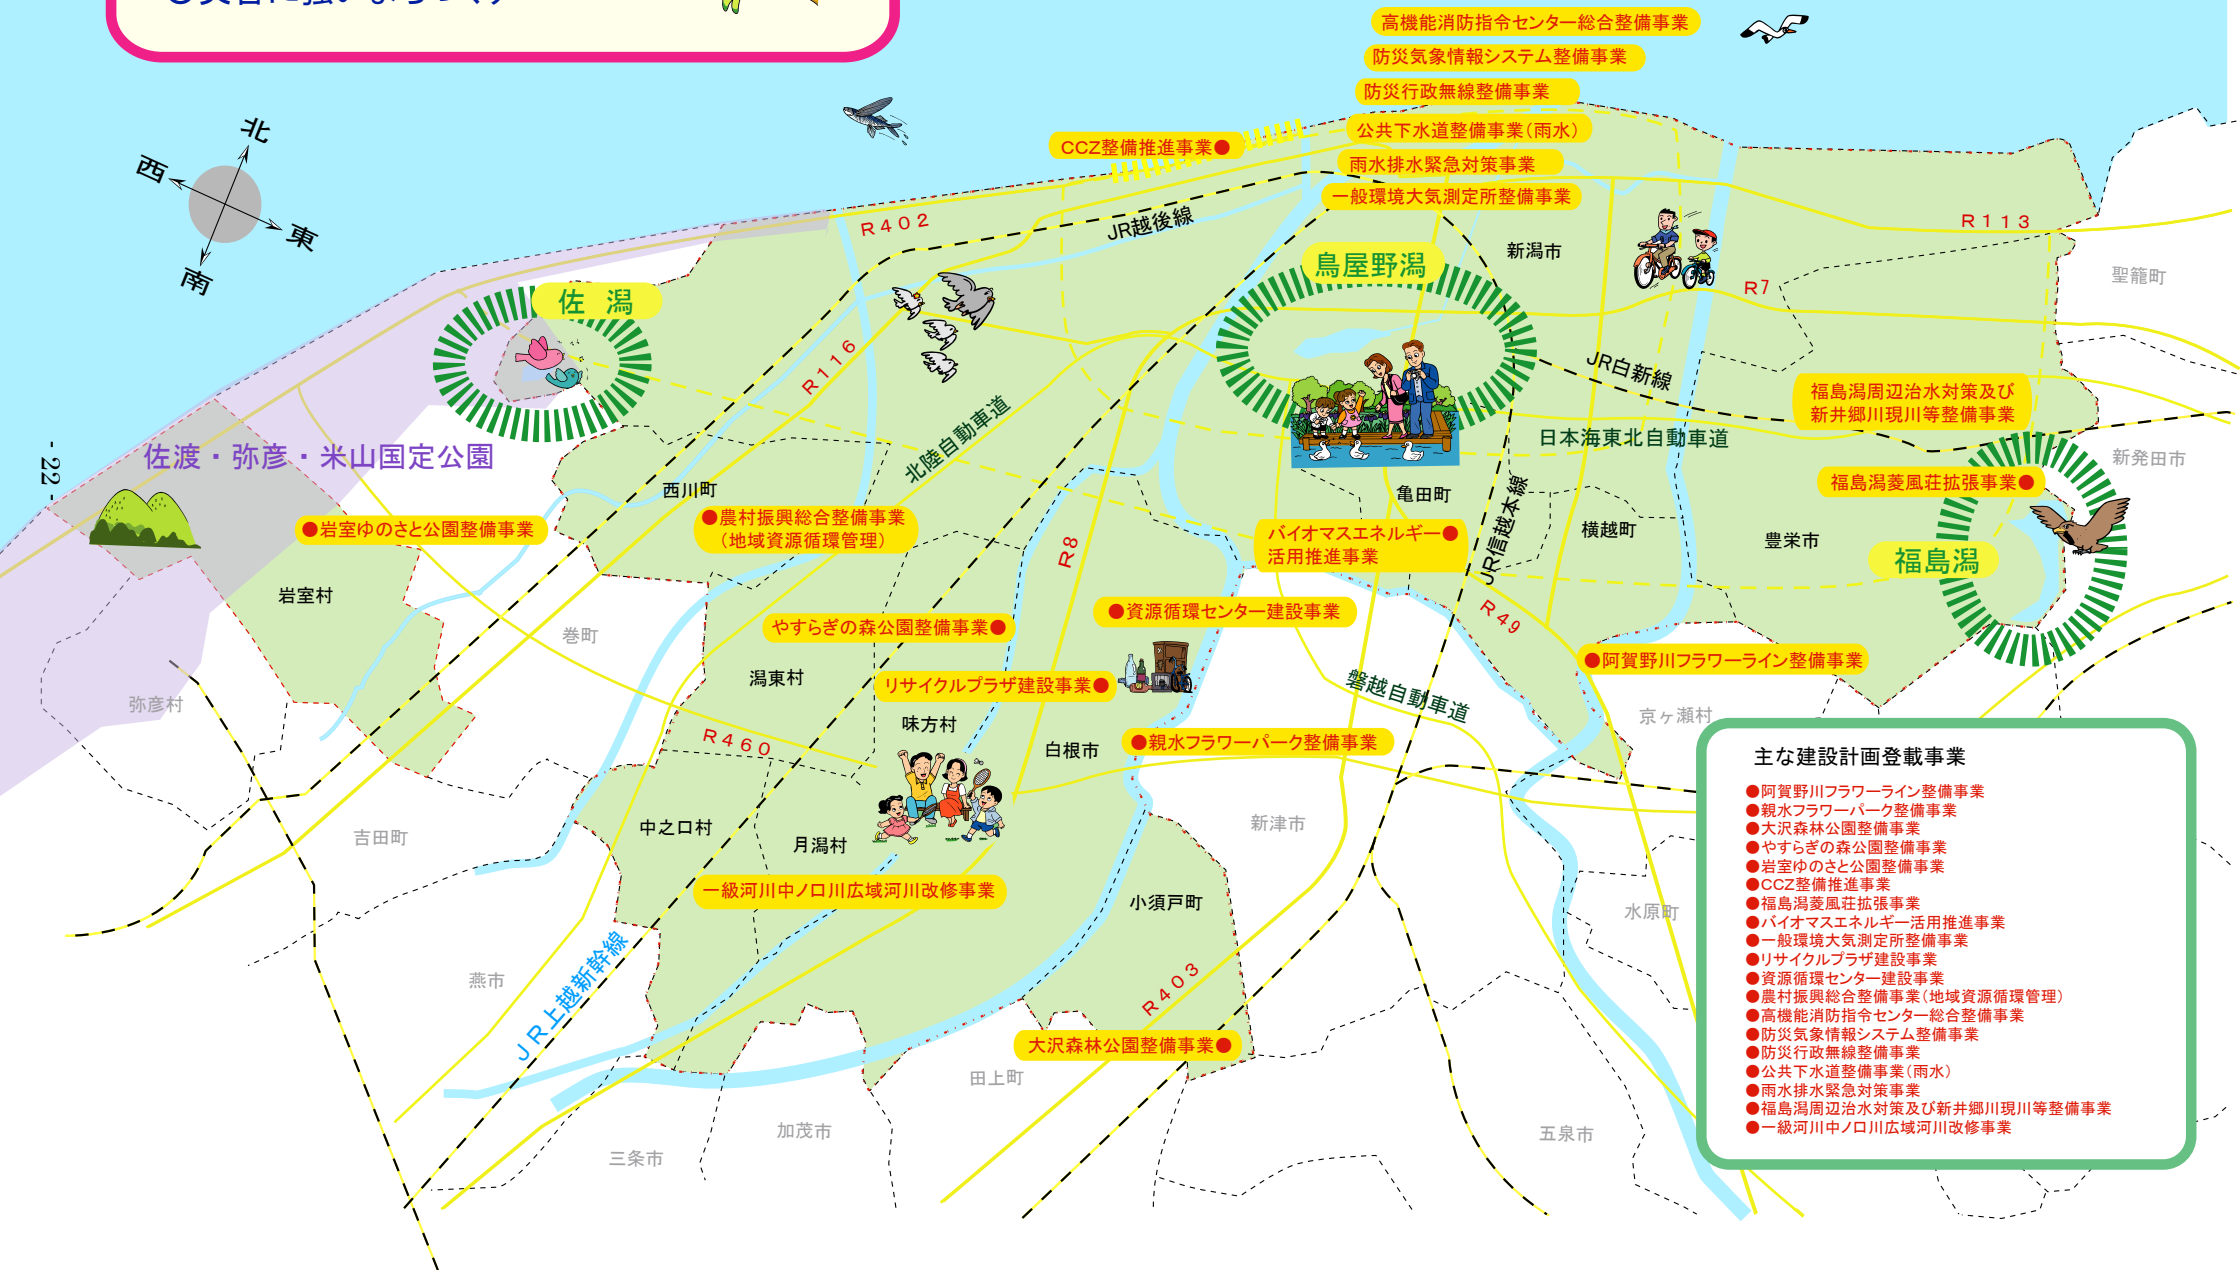 高機能消防指令センター総合整備事業
防災気象情報システム整備事業
防災行政無線整備事業
公共下水道整備事業(雨水)
CCZ整備推進事業●
雨水排水緊急対策事業
一般環境大気測定所整備事業
北
西
東
南
R402
JR越後線
新潟市
R113
鳥屋野潟
聖籠町
R7
佐 潟
R116
JR白新線
福島潟周辺治水対策及び
新井郷川現川等整備事業
北陸自動車道
日本海東北自動車道
佐渡・弥彦・米山国定公園
新発田市
- 22 -
福島潟菱風荘拡張事業●
西川町
亀田町
●岩室ゆのさと公園整備事業
●農村振興総合整備事業
(地域資源循環管理)
JR信越本線
横越町
豊栄市
バイオマスエネルギー●
活用推進事業
R8
福島潟
岩室村
●資源循環センター建設事業
R49
巻町
やすらぎの森公園整備事業●
●阿賀野川フラワーライン整備事業
潟東村
リサイクルプラザ建設事業●
磐越自動車道
弥彦村
味方村
京ヶ瀬村
R460
白根市
●親水フラワーパーク整備事業
中之口村
月潟村
新津市
吉田町
一級河川中ノ口川広域河川改修事業
小須戸町
水原町
燕市
JR上越新幹線
R403
大沢森林公園整備事業●
田上町
加茂市
三条市
五泉市
主な建設計画登載事業
●阿賀野川フラワーライン整備事業
●親水フラワーパーク整備事業
●大沢森林公園整備事業
●やすらぎの森公園整備事業
●岩室ゆのさと公園整備事業
●CCZ整備推進事業
●福島潟菱風荘拡張事業
●バイオマスエネルギー活用推進事業
●一般環境大気測定所整備事業
●リサイクルプラザ建設事業
●資源循環センター建設事業
●農村振興総合整備事業(地域資源循環管理)
●高機能消防指令センター総合整備事業
●防災気象情報システム整備事業
●防災行政無線整備事業
●公共下水道整備事業(雨水)
●雨水排水緊急対策事業
●福島潟周辺治水対策及び新井郷川現川等整備事業
●一級河川中ノ口川広域河川改修事業